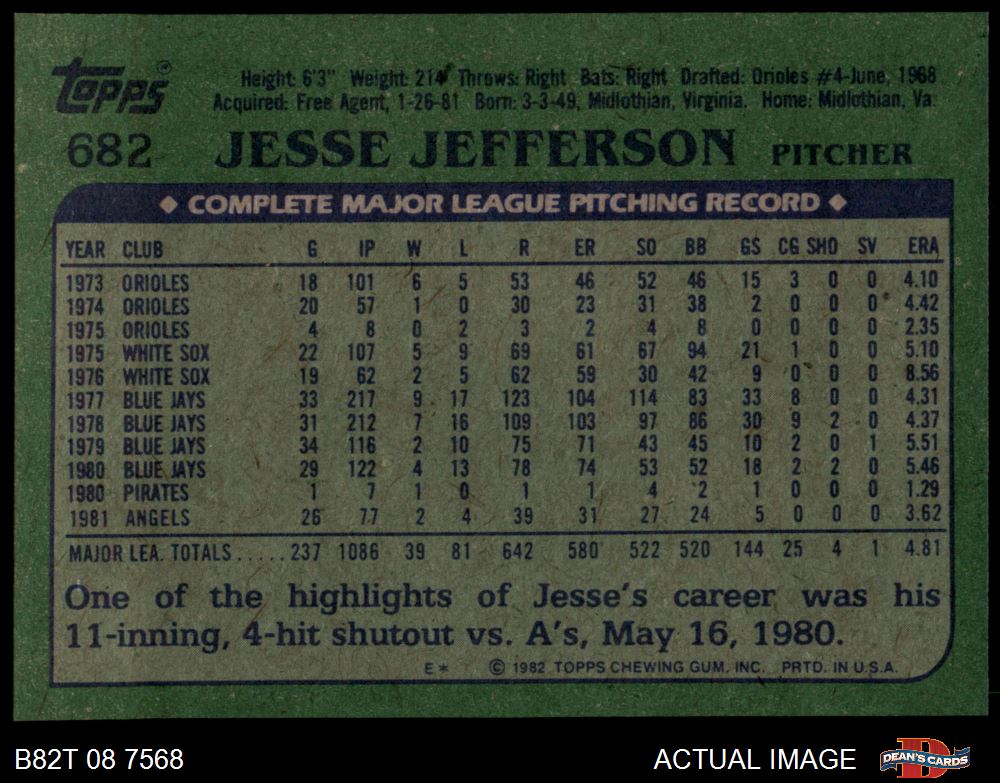 Topps®
Height: 6'3" Weight: 214 Throws: Right Bats: Right Drafted: Orioles #4-June, 1968
Acquired: Free Agent, 1-26-81 Born: 3-3-49, Midlothian, Virginia. Home: Midlothian, Va.
682 JESSE JEFFERSON PITCHER
◆ COMPLETE MAJOR LEAGUE PITCHING RECORD ◆
YEAR CLUB G IP W L R ER SO BB GS CG SHO SV ERA
1973 ORIOLES 18 101 6 5 53 46 52 46 15 3 0 0 4.10
1974 ORIOLES 20 57 1 0 30 23 31 38 2 0 0 0 4.42
1975 ORIOLES 4 8 0 2 3 2 4 8 0 0 0 0 2.35
1975 WHITE SOX 22 107 5 9 69 61 67 94 21 1 0 0 5.10
1976 WHITE SOX 19 62 2 5 62 59 30 42 9 0 0 0 8.56
1977 BLUE JAYS 33 217 9 17 123 104 114 83 33 8 0 0 4.31
1978 BLUE JAYS 31 212 7 16 109 103 97 86 30 9 2 0 4.37
1979 BLUE JAYS 34 116 2 10 75 71 43 45 10 2 0 1 5.51
1980 BLUE JAYS 29 122 4 13 78 74 53 52 18 2 2 0 5.46
1980 PIRATES 1 7 1 0 1 1 4 2 1 0 0 0 1.29
1981 ANGELS 26 77 2 4 39 31 27 24 5 0 0 0 3.62
MAJOR LEA. TOTALS..... 237 1086 39 81 642 580 522 520 144 25 4 1 4.81
One of the highlights of Jesse's career was his
11-inning, 4-hit shutout vs. A's, May 16, 1980.
E* © 1982 TOPPS CHEWING GUM, INC. PRTD. IN U.S.A.
B82T 08 7568 ACTUAL IMAGE DEAN'S CARDS